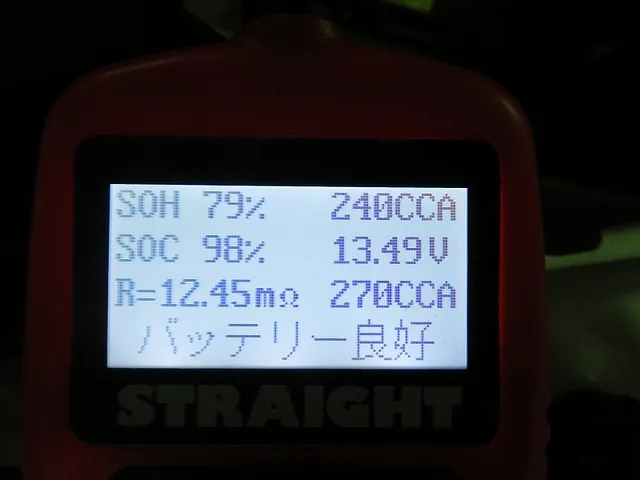 SOH 79% 240CCA
SOC 98% 13.49V
R=12.45mΩ 270CCA
バッテリー良好
STRAIGHT